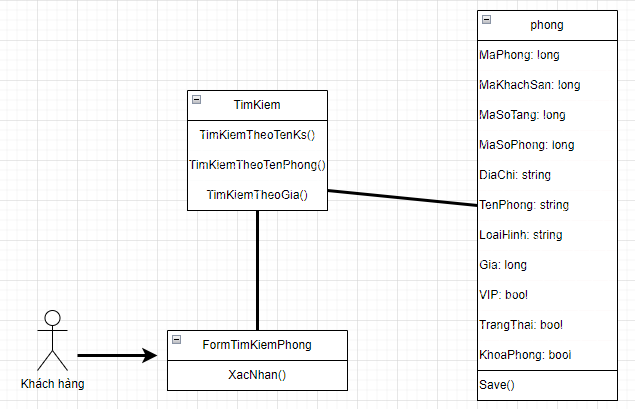 phong
MaPhong: long
MaKhachSan: long
MaSoTang: long
MaSoPhong: long
DiaChi: string
TenPhong: string
LoaiHinh: string
Gia: long
VIP: bool
TrangThai: bool
KhoaPhong: bool
Save()
TimKiem
TimKiemTheoTenKs()
TimKiemTheoTenPhong()
TimKiemTheoGia()
FormTimKiemPhong
XacNhan()
Khách hảng